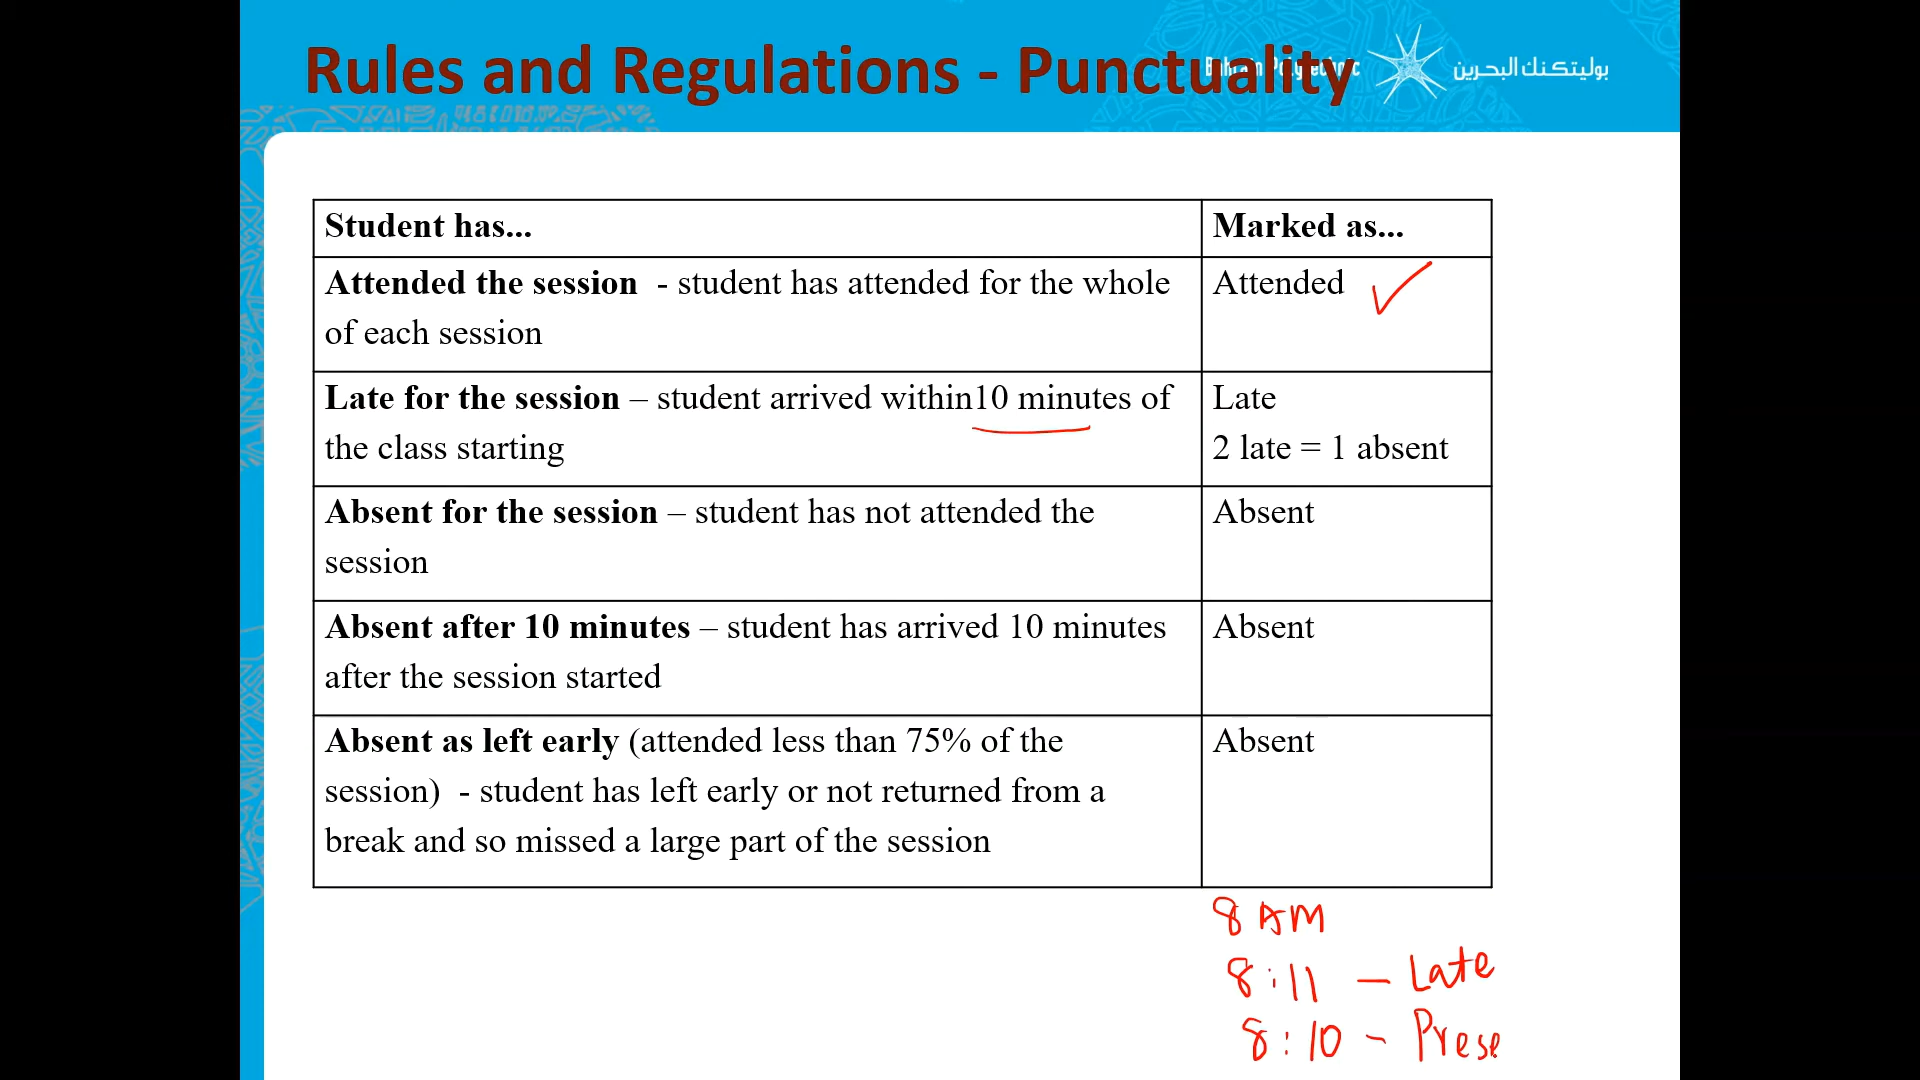 Rules and Regulations - Punctuality
Bahrain Polytechnic
بوليتكنك البحرين
Student has...
Marked as...
Attended the session - student has attended for the whole
of each session
Attended
Late for the session – student arrived within10 minutes of
the class starting
Late
2 late = 1 absent
Absent for the session – student has not attended the
session
Absent
Absent after 10 minutes – student has arrived 10 minutes
after the session started
Absent
Absent as left early (attended less than 75% of the
session) - student has left early or not returned from a
break and so missed a large part of the session
Absent
8 AM
8:11 – Late
8:10 - Prese